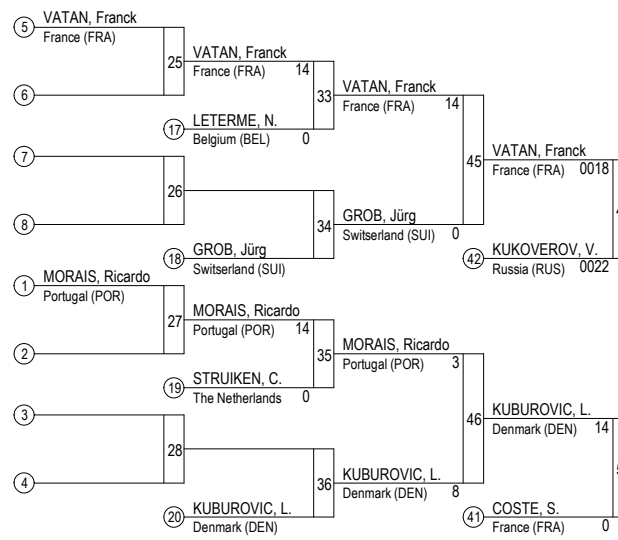 5 VATAN, Franck
France (FRA)
25 VATAN, Franck
France (FRA) 14
6
33 VATAN, Franck
France (FRA) 14
17 LETERME, N.
Belgium (BEL) 0
7
45 VATAN, Franck
France (FRA) 0018
26
8
34 GROB, Jürg
Switserland (SUI) 0
18 GROB, Jürg
Switserland (SUI)
42 KUKOVEROV, V.
Russia (RUS) 0022
1 MORAIS, Ricardo
Portugal (POR)
27 MORAIS, Ricardo
Portugal (POR) 14
2
35 MORAIS, Ricardo
Portugal (POR) 3
19 STRUIKEN, C.
The Netherlands 0
3
46 KUBUROVIC, L.
Denmark (DEN) 14
28
4
36 KUBUROVIC, L.
Denmark (DEN) 8
20 KUBUROVIC, L.
Denmark (DEN)
41 COSTE, S.
France (FRA) 0